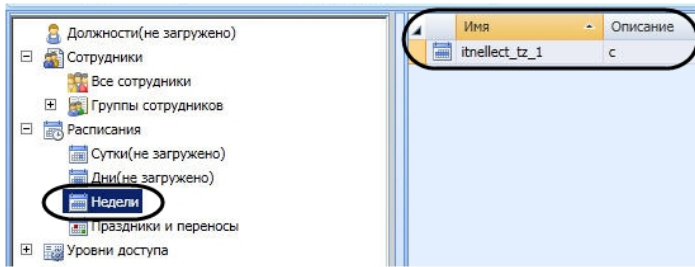 Должности(не загружено)
Сотрудники
Все сотрудники
Группы сотрудников
Расписания
Сутки(не загружено)
Дни(не загружено)
Недели
Праздники и переносы
Уровни доступа
Имя Описание
itnellect_tz_1 с